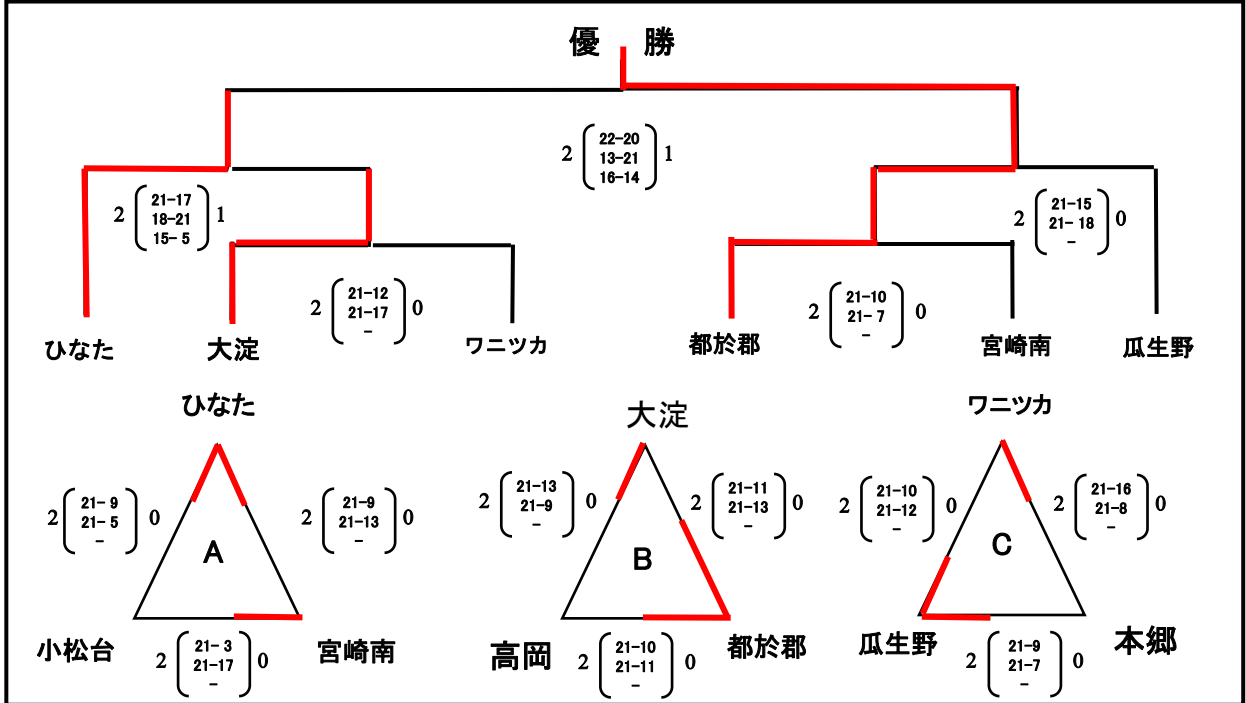 優 勝
2 22-20 1
13-21
16-14
2 21-17 1
18-21
15- 5
2 21-15 0
21- 18
-
2 21-12 0
21-17
-
2 21-10 0
21- 7
-
ひなた 大淀 ワニツカ 都於郡 宮崎南 瓜生野
ひなた 大淀 ワニツカ
2 21- 9 0
21- 5
-
2 21-9 0
21-13
-
2 21-13 0
21-9
-
2 21-11 0
21-13
-
2 21-10 0
21-12
-
2 21-16 0
21-8
-
A B C
小松台 宮崎南 高岡 都於郡 瓜生野 本郷
2 21- 3 0
21-17
-
2 21-10 0
21-11
-
2 21-9 0
21-7
-